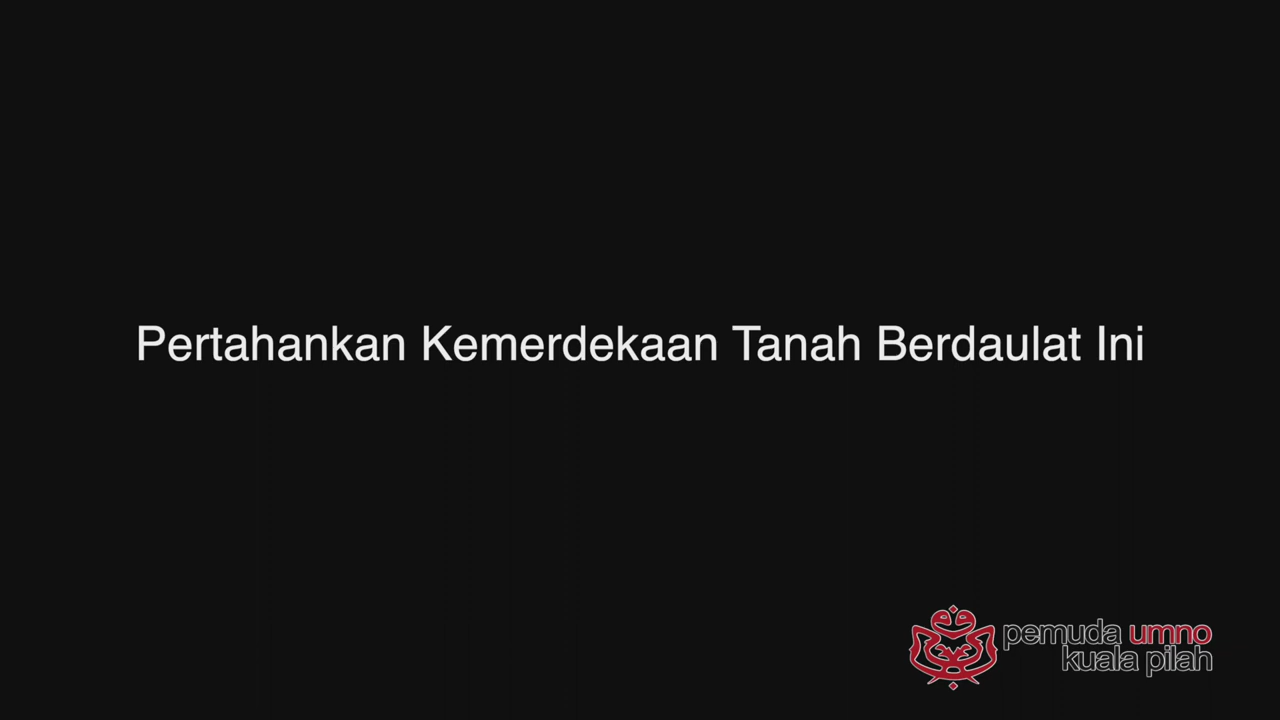 Pertahankan Kemerdekaan Tanah Berdaulat Ini
pemuda umno
kuala pilah